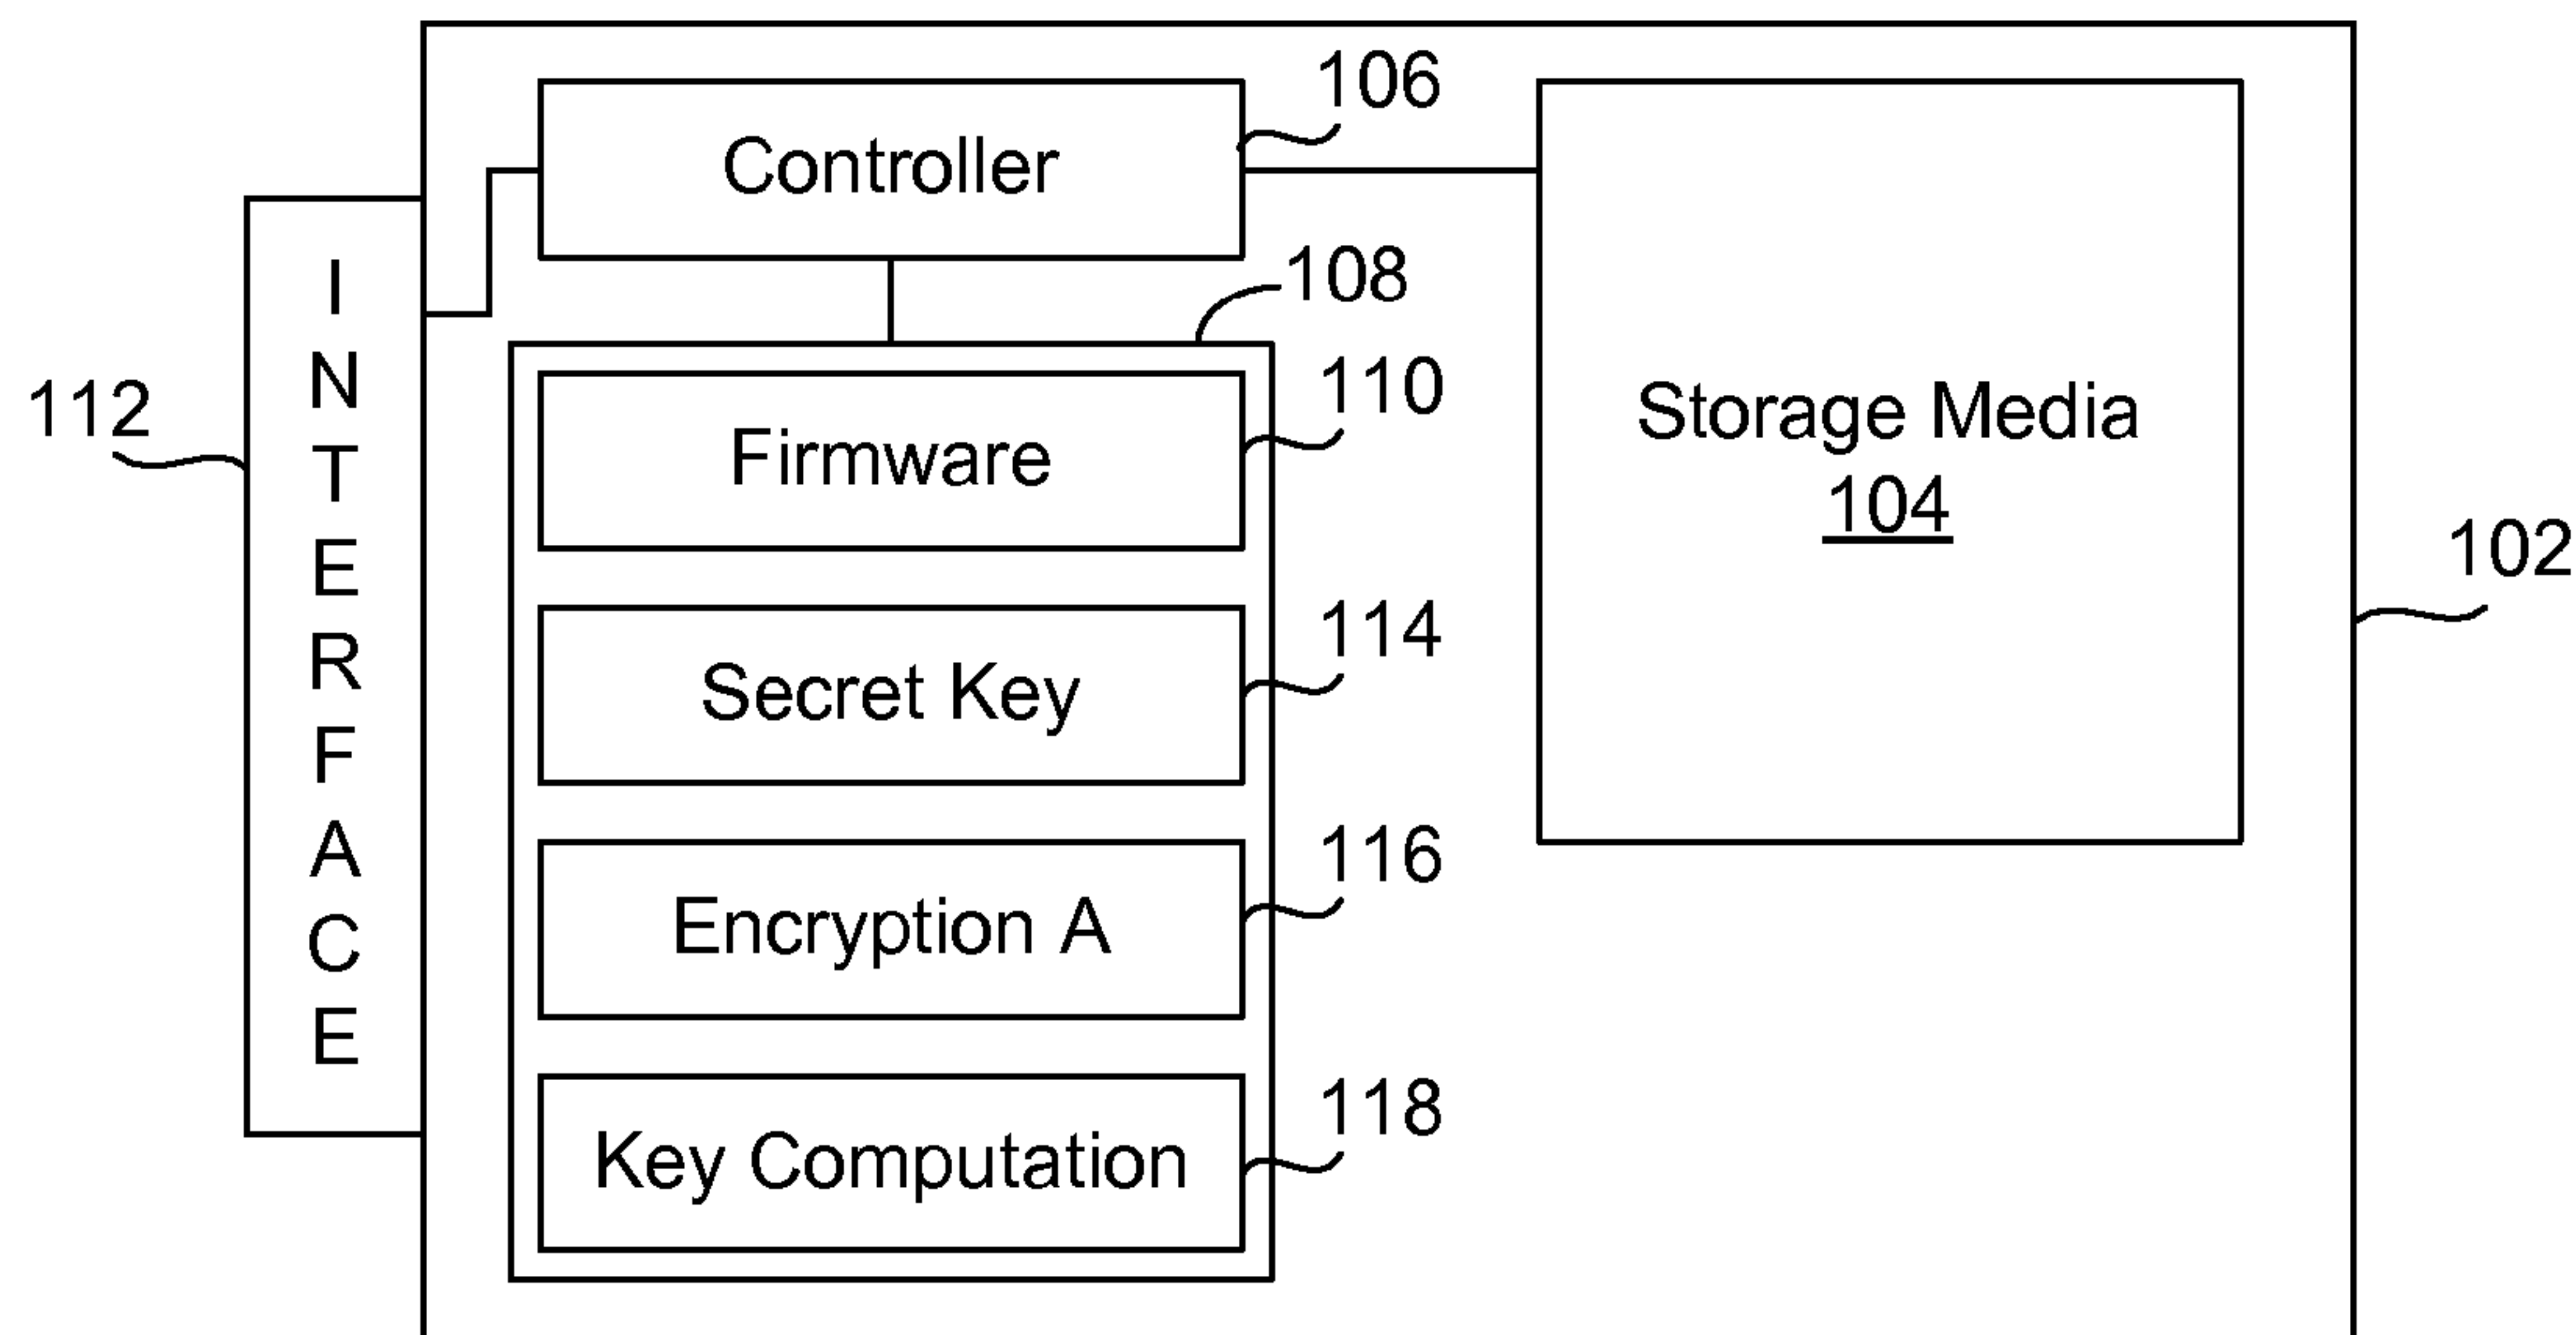 106
Controller
108
112
I
N
T
E
R
F
A
C
E
110
Firmware
Storage Media
104
102
114
Secret Key
116
Encryption A
118
Key Computation